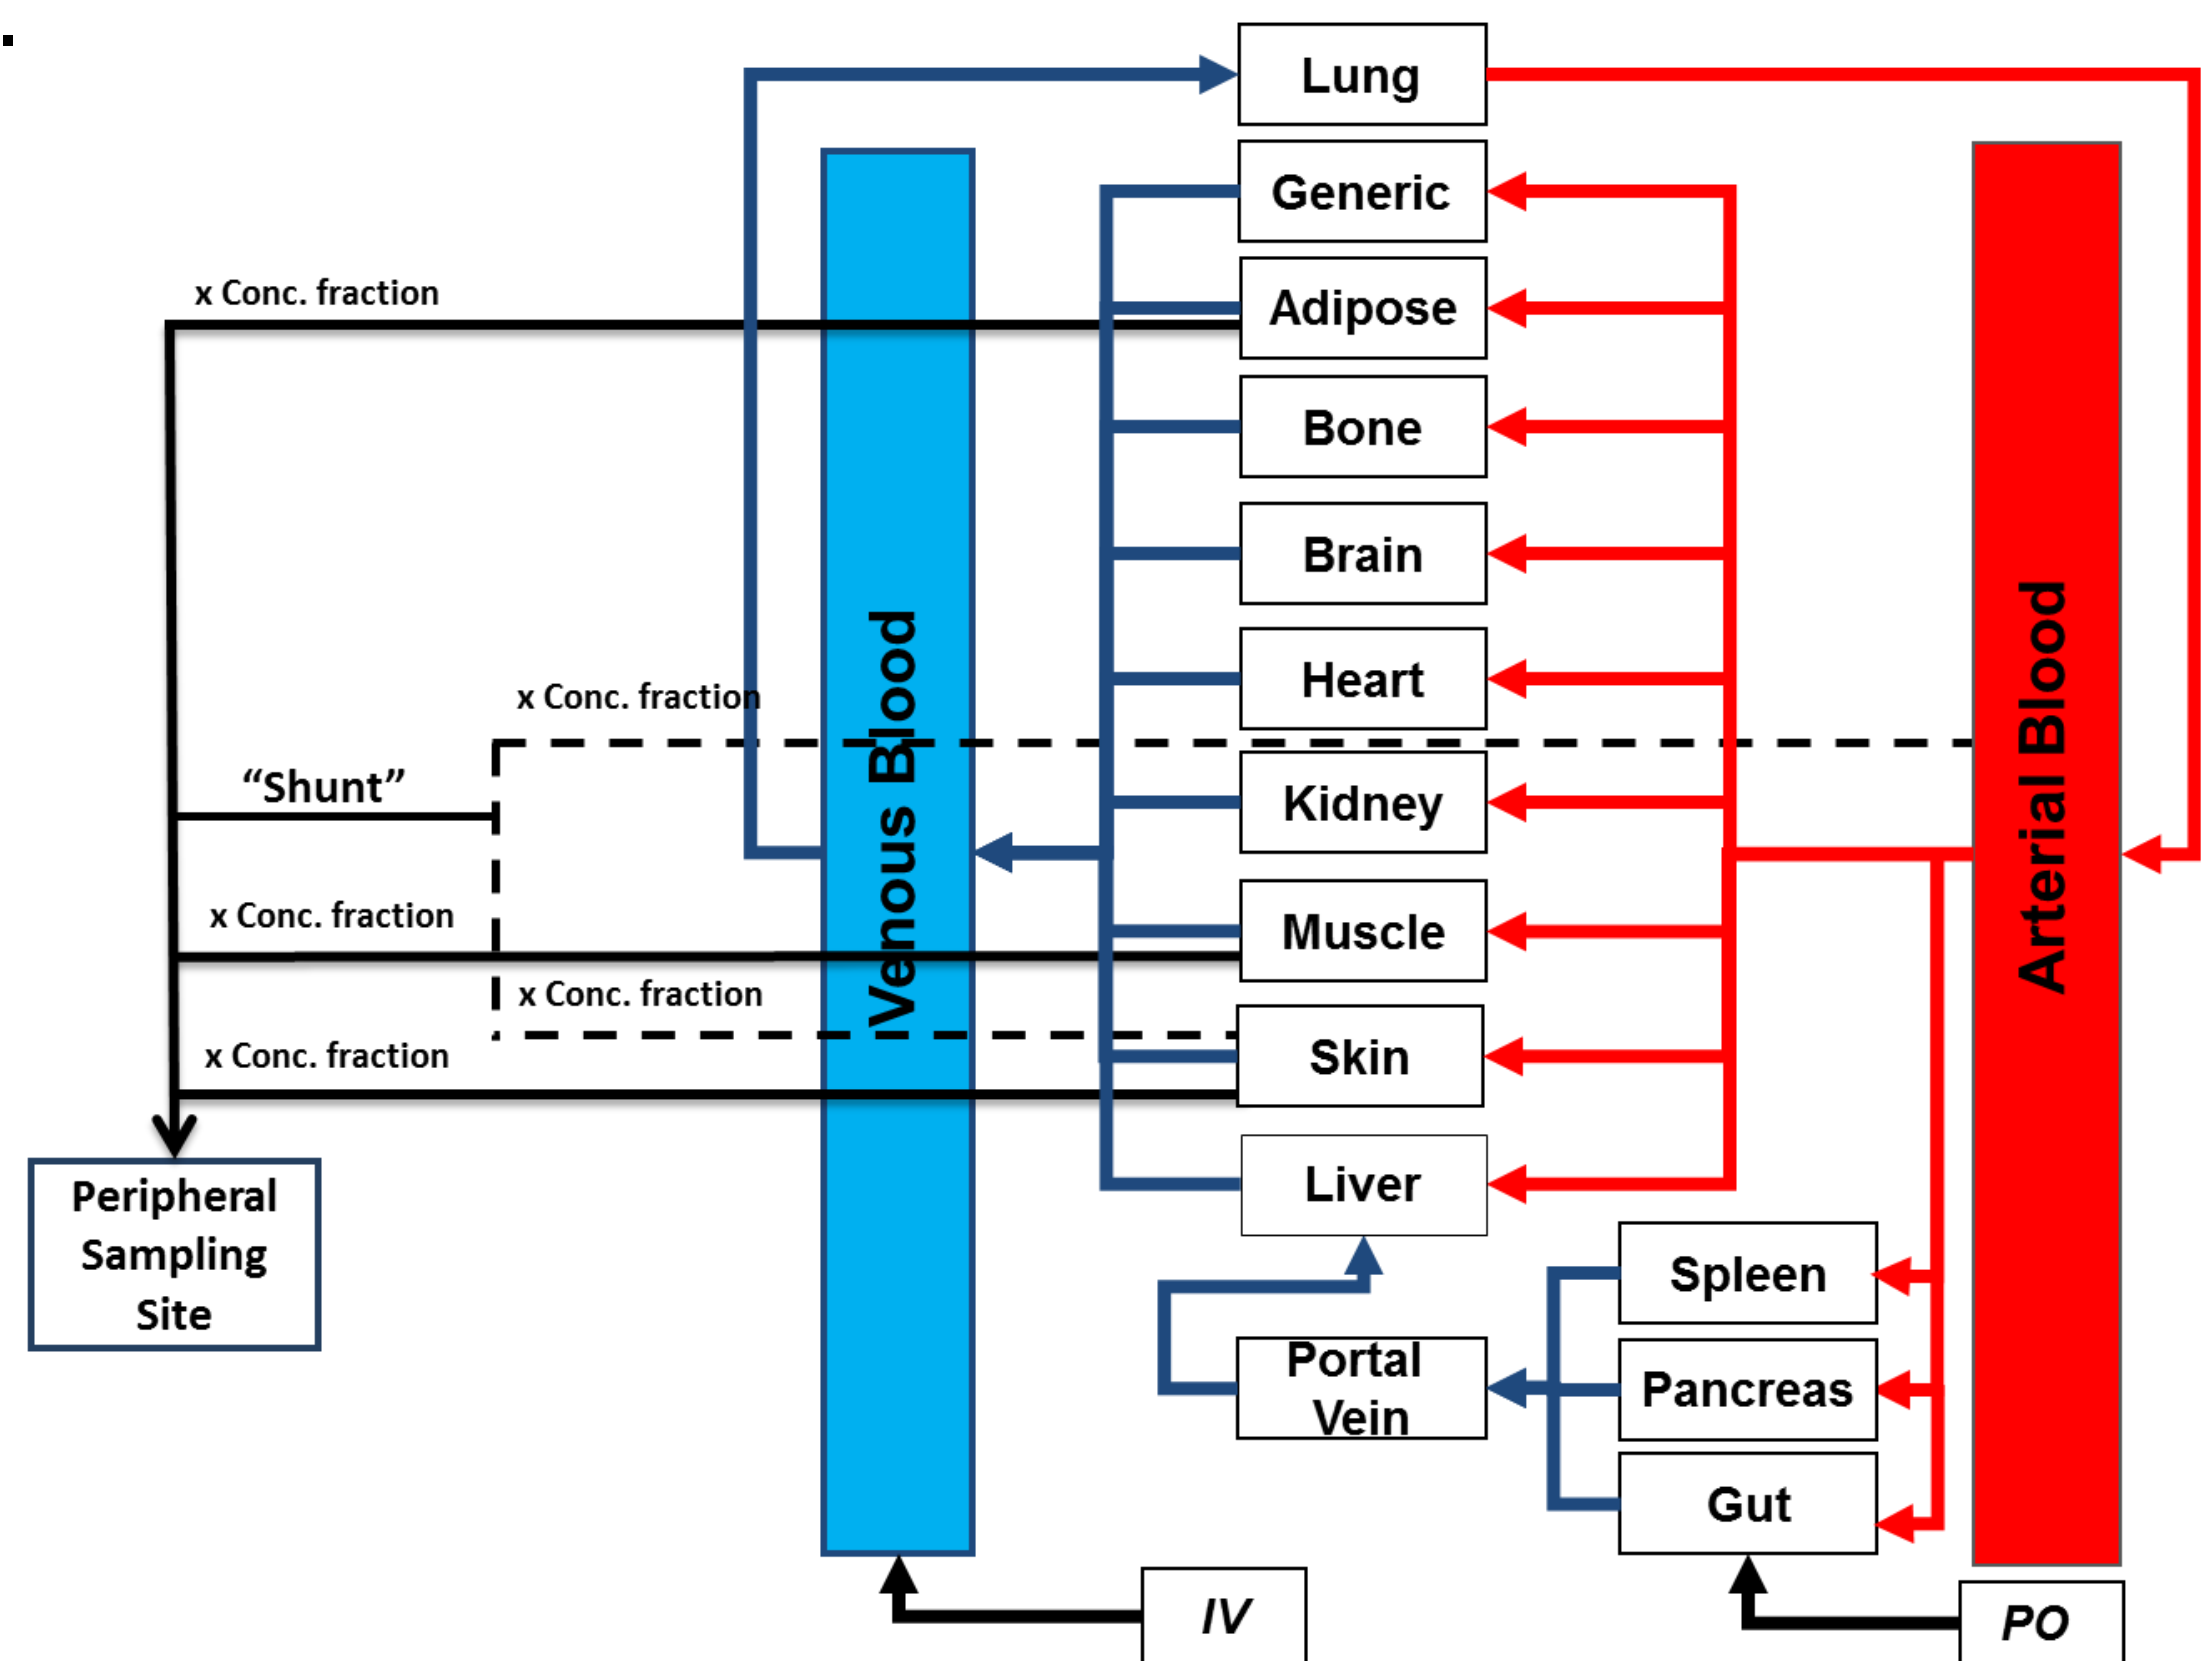 Lung
Generic
x Conc. fraction
Adipose
Bone
Brain
Heart
x Conc. fraction
"Shunt"
Kidney
Venous Blood
Arterial Blood
x Conc. fraction
Muscle
x Conc. fraction
x Conc. fraction
Skin
Peripheral
Sampling
Site
Liver
Spleen
Portal
Vein
Pancreas
Gut
IV
PO